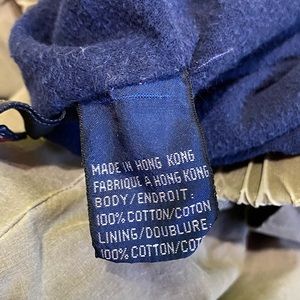 MADE IN HONG KONG
FABRIQUE A HONG KONG
BODY/ENDROIT:
100% COTTON/COTON
LINING/DOUBLURE:
100% COTTON/COT